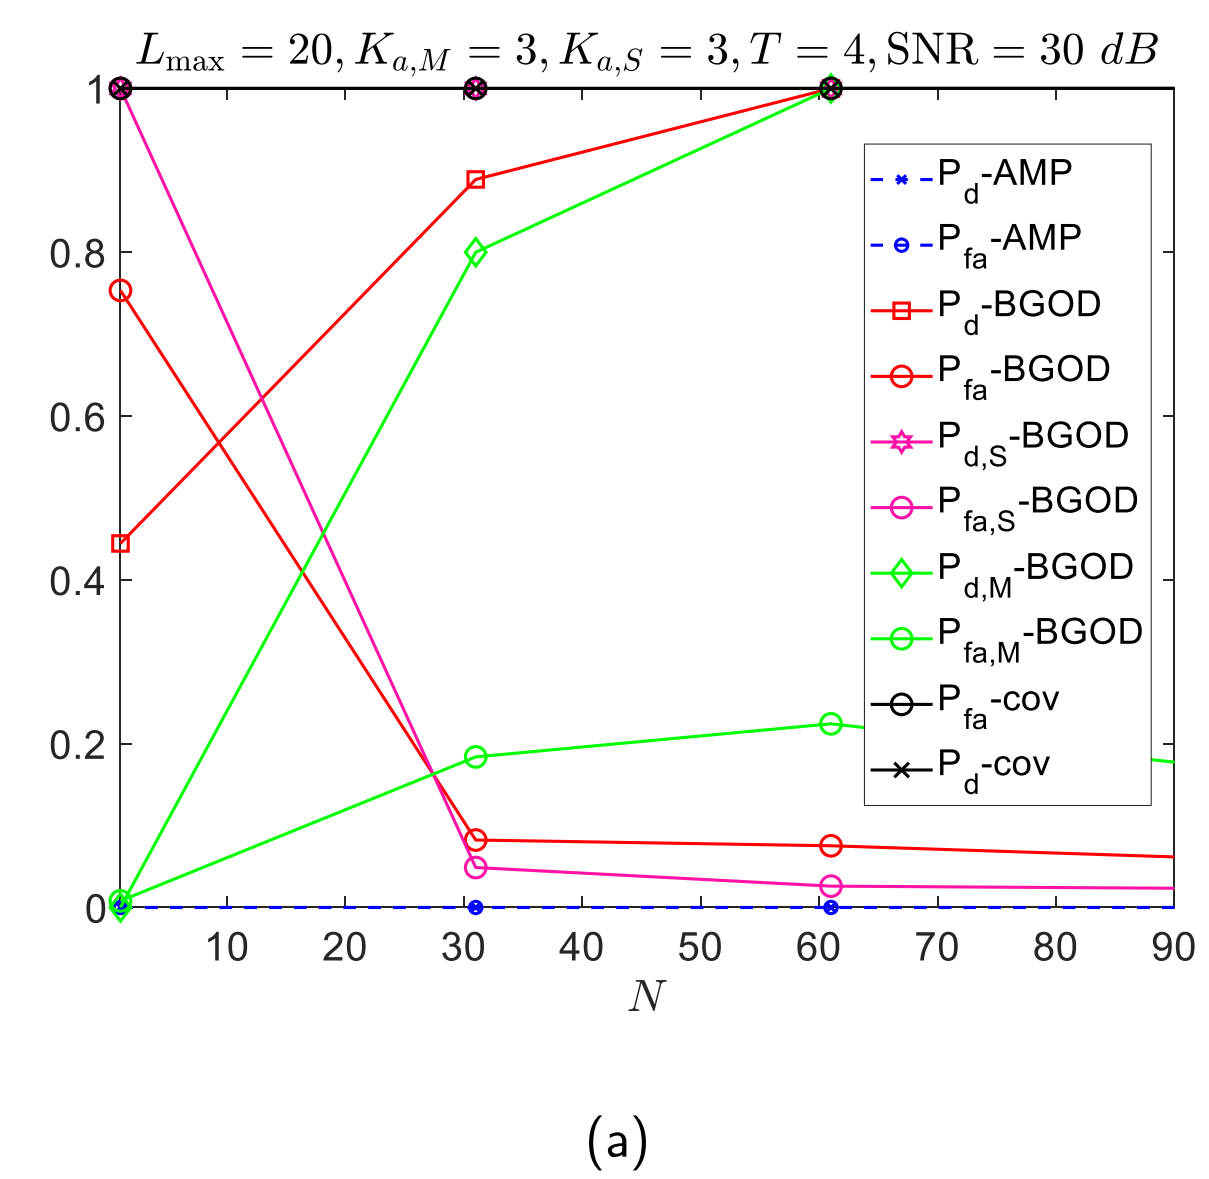 L_max = 20, K_a,M = 3, K_a,S = 3, T = 4, SNR = 30 dB
1
0.8
0.6
0.4
0.2
0
10 20 30 40 50 60 70 80 90
N
P_d-AMP
P_fa-AMP
P_d-BGOD
P_fa-BGOD
P_d,S-BGOD
P_fa,S-BGOD
P_d,M-BGOD
P_fa,M-BGOD
P_fa-cov
P_d-cov
(a)